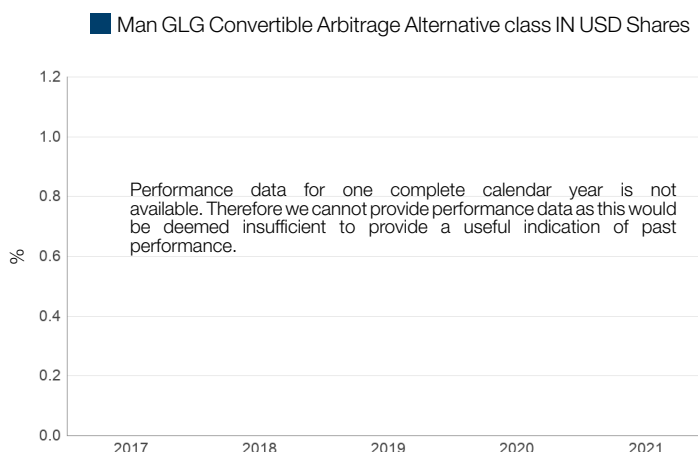 Man GLG Convertible Arbitrage Alternative class IN USD Shares
1.2
1.0
Performance data for one complete calendar year is not
0.8
available. Therefore we cannot provide performance data as this would
be deemed insufficient to provide a useful indication of past
performance.
%
0.6
0.4
0.2
0.0
2017 2018 2019 2020 2021